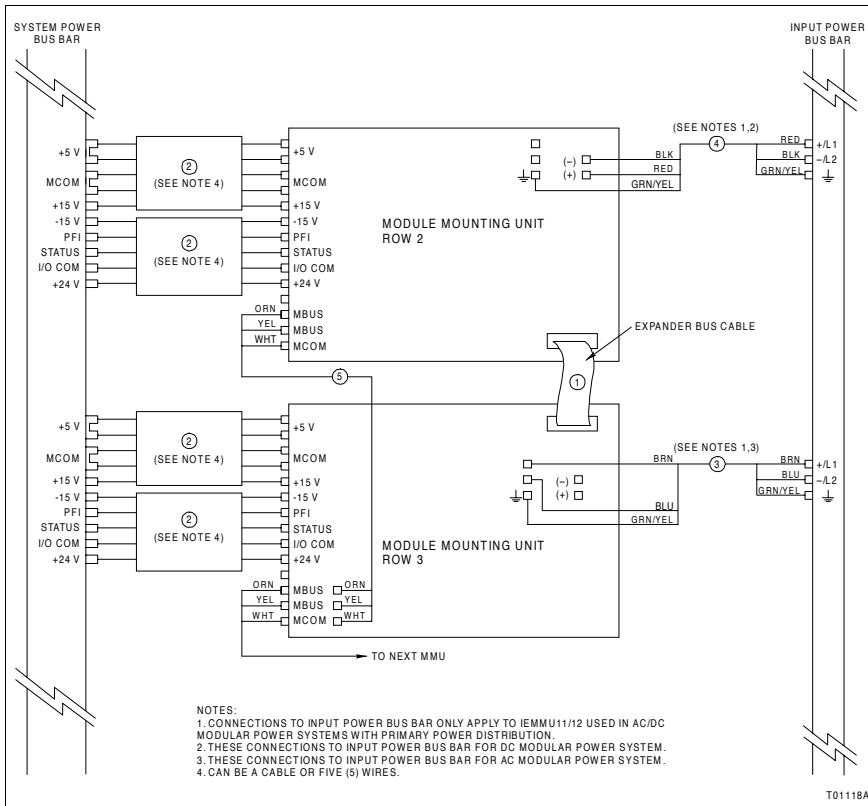 SYSTEM POWER
BUS BAR
INPUT POWER
BUS BAR
+5 V
MCOM
+15 V
-15 V
PFI
STATUS
I/O COM
+24 V
2
(SEE NOTE 4)
2
(SEE NOTE 4)
+5 V
MCOM
+15 V
-15 V
PFI
STATUS
I/O COM
+24 V
ORN
MBUS
YEL
MBUS
WHT
MCOM
MODULE MOUNTING UNIT
ROW 2
(-)
(+)
BLK
RED
GRN/YEL
(SEE NOTES 1,2)
4
RED
BLK
GRN/YEL
+/L1
-/L2
EXPANDER BUS CABLE
1
5
+5 V
MCOM
+15 V
-15 V
PFI
STATUS
I/O COM
+24 V
2
(SEE NOTE 4)
2
(SEE NOTE 4)
+5 V
MCOM
+15 V
-15 V
PFI
STATUS
I/O COM
+24 V
ORN
MBUS
ORN
YEL
MBUS
YEL
WHT
MCOM
WHT
MODULE MOUNTING UNIT
ROW 3
(-)
(+)
BRN
BLU
GRN/YEL
(SEE NOTES 1,3)
3
BRN
BLU
GRN/YEL
+/L1
-/L2
TO NEXT MMU
NOTES:
1. CONNECTIONS TO INPUT POWER BUS BAR ONLY APPLY TO IEMMU11/12 USED IN AC/DC
MODULAR POWER SYSTEMS WITH PRIMARY POWER DISTRIBUTION.
2. THESE CONNECTIONS TO INPUT POWER BUS BAR FOR DC MODULAR POWER SYSTEM.
3. THESE CONNECTIONS TO INPUT POWER BUS BAR FOR AC MODULAR POWER SYSTEM.
4. CAN BE A CABLE OR FIVE (5) WIRES.
T01118A